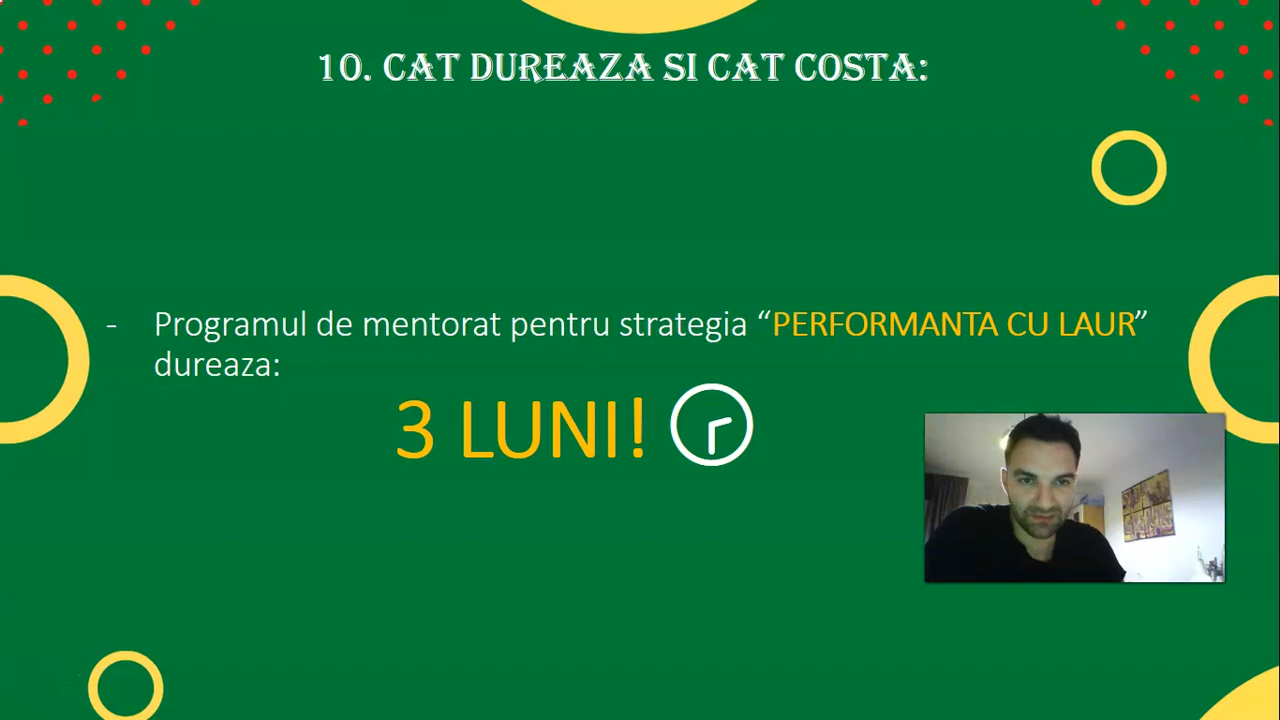 10. CAT DUREAZA SI CAT COSTA:
- Programul de mentorat pentru strategia “PERFORMANTA CU LAUR”
dureaza:
3 LUNI!